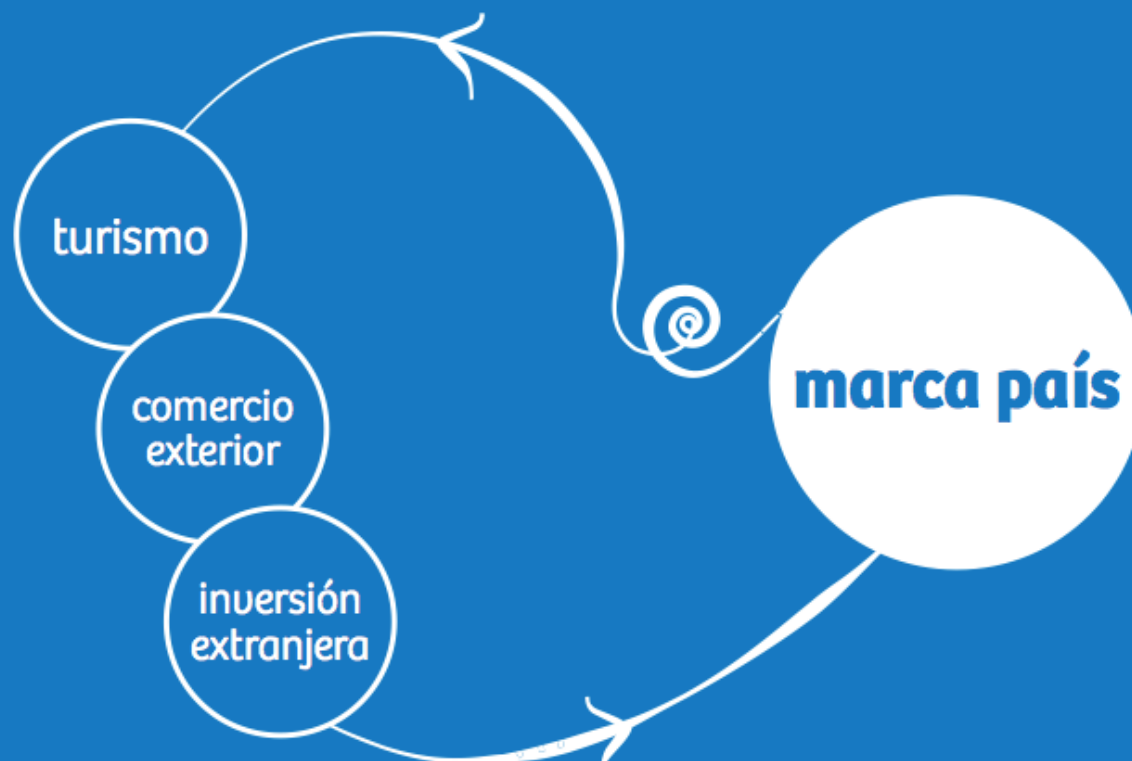 turismo
comercio
exterior
inversión
extranjera
marca país